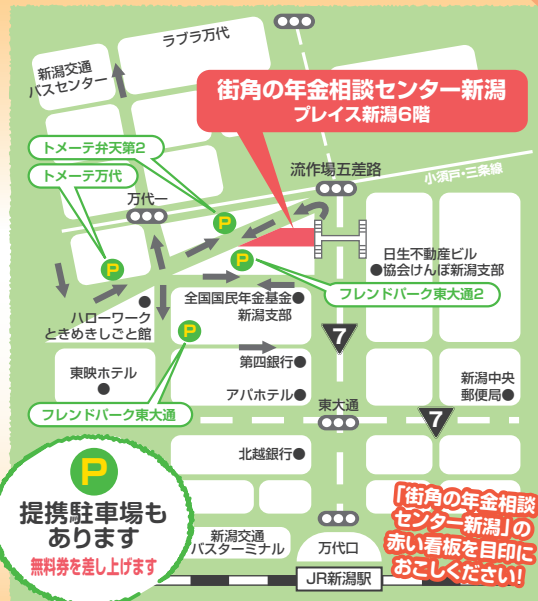 ラブラ万代
新潟交通
バスセンター
街角の年金相談センター新潟
プレイス新潟6階
トメーテ弁天第2
トメーテ万代
流作場五差路
小須戸・三条線
万代一
P
P
P
日生不動産ビル
協会けんぽ新潟支部
フレンドパーク東大通2
全国国民年金基金
新潟支部
ハローワーク
ときめきしごと館
P
7
第四銀行
東映ホテル
アパホテル
新潟中央
郵便局
フレンドパーク東大通
東大通
7
北越銀行
P
提携駐車場も
あります
無料券を差し上げます
「街角の年金相談
センター新潟」の
赤い看板を目印に
おこしください!
新潟交通
バスターミナル
万代口
JR新潟駅